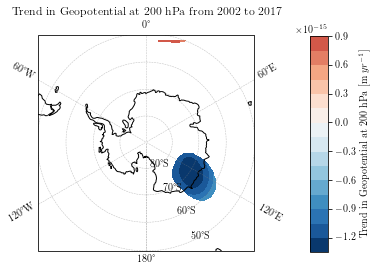 Trend in Geopotential at 200 hPa from 2002 to 2017
0°
60°W
60°E
80°S
70°S
60°S
50°S
120°W
120°E
180°
×10⁻¹⁵
0.9
0.6
0.3
0.0
−0.3
−0.6
−0.9
−1.2
Trend in Geopotential at 200 hPa [m yr⁻¹]